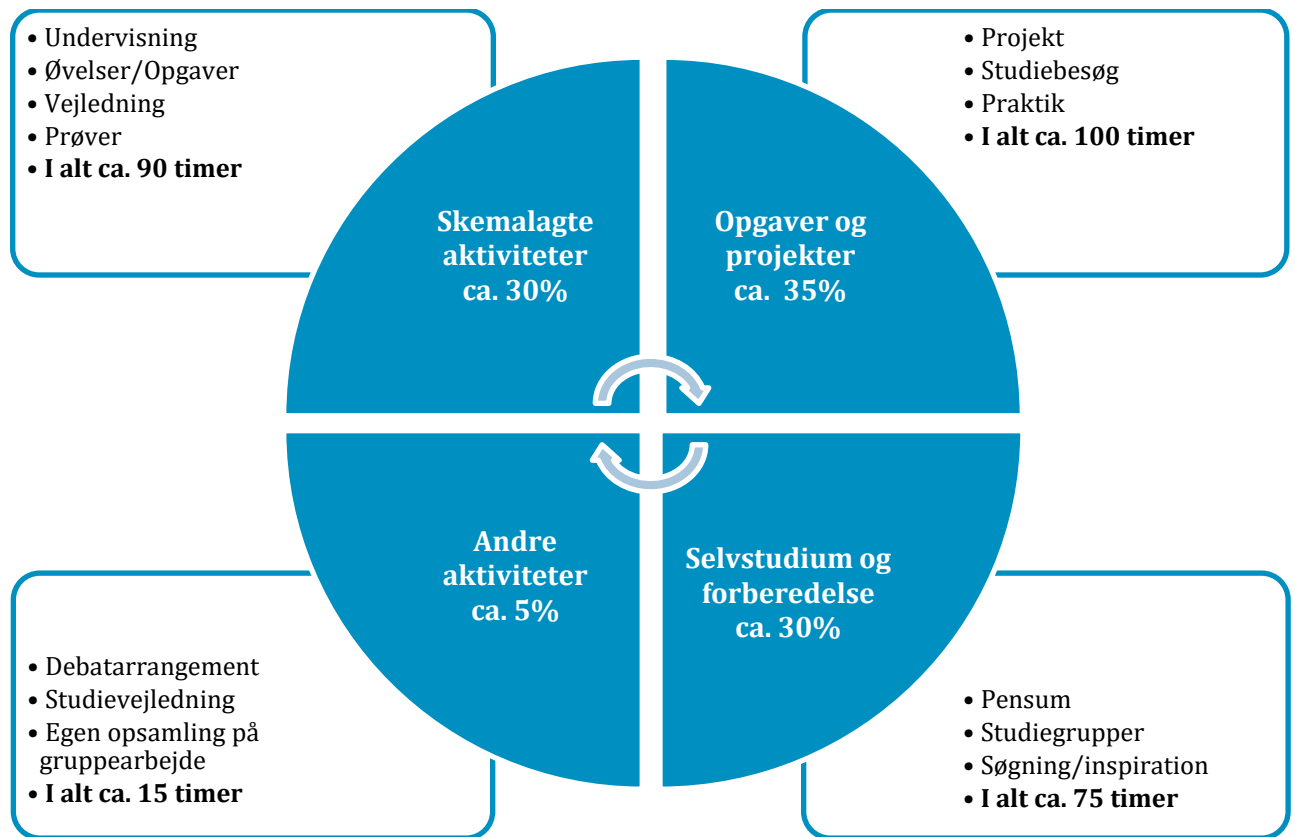 • Undervisning
• Øvelser/Opgaver
• Vejledning
• Prøver
• I alt ca. 90 timer
• Projekt
• Studiebesøg
• Praktik
• I alt ca. 100 timer
Skemalagte
aktiviteter
ca. 30%
Opgaver og
projekter
ca. 35%
Andre
aktiviteter
ca. 5%
Selvstudium og
forberedelse
ca. 30%
• Debatarrangement
• Studievejledning
• Egen opsamling på
gruppearbejde
• I alt ca. 15 timer
• Pensum
• Studiegrupper
• Søgning/inspiration
• I alt ca. 75 timer